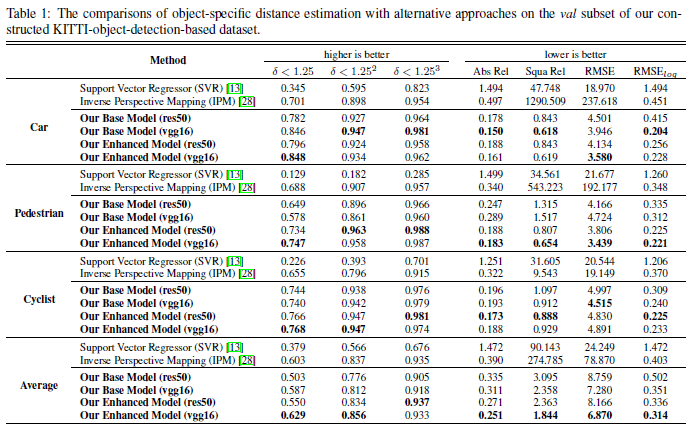 Table 1: The comparisons of object-specific distance estimation with alternative approaches on the val subset of our con-
structed KITTI-object-detection-based dataset.
Method higher is better lower is better
δ < 1.25 δ < 1.25² δ < 1.25³ Abs Rel Squa Rel RMSE RMSElog
Car
Support Vector Regressor (SVR) [13] 0.345 0.595 0.823 1.494 47.748 18.970 1.494
Inverse Perspective Mapping (IPM) [28] 0.701 0.898 0.954 0.497 1290.509 237.618 0.451
Our Base Model (res50) 0.782 0.927 0.964 0.178 0.843 4.501 0.415
Our Base Model (vgg16) 0.846 0.947 0.981 0.150 0.618 3.946 0.204
Our Enhanced Model (res50) 0.796 0.924 0.958 0.188 0.843 4.134 0.256
Our Enhanced Model (vgg16) 0.848 0.934 0.962 0.161 0.619 3.580 0.228
Pedestrian
Support Vector Regressor (SVR) [13] 0.129 0.182 0.285 1.499 34.561 21.677 1.260
Inverse Perspective Mapping (IPM) [28] 0.688 0.907 0.957 0.340 543.223 192.177 0.348
Our Base Model (res50) 0.649 0.896 0.966 0.247 1.315 4.166 0.335
Our Base Model (vgg16) 0.578 0.861 0.960 0.289 1.517 4.724 0.312
Our Enhanced Model (res50) 0.734 0.963 0.988 0.188 0.807 3.806 0.225
Our Enhanced Model (vgg16) 0.747 0.958 0.987 0.183 0.654 3.439 0.221
Cyclist
Support Vector Regressor (SVR) [13] 0.226 0.393 0.701 1.251 31.605 20.544 1.206
Inverse Perspective Mapping (IPM) [28] 0.655 0.796 0.915 0.322 9.543 19.149 0.370
Our Base Model (res50) 0.744 0.938 0.976 0.196 1.097 4.997 0.309
Our Base Model (vgg16) 0.740 0.942 0.979 0.193 0.912 4.515 0.240
Our Enhanced Model (res50) 0.766 0.947 0.981 0.173 0.888 4.830 0.225
Our Enhanced Model (vgg16) 0.768 0.947 0.974 0.188 0.929 4.891 0.233
Average
Support Vector Regressor (SVR) [13] 0.379 0.566 0.676 1.472 90.143 24.249 1.472
Inverse Perspective Mapping (IPM) [28] 0.603 0.837 0.935 0.390 274.785 78.870 0.403
Our Base Model (res50) 0.503 0.776 0.905 0.335 3.095 8.759 0.502
Our Base Model (vgg16) 0.587 0.812 0.918 0.311 2.358 7.280 0.351
Our Enhanced Model (res50) 0.550 0.834 0.937 0.271 2.363 8.166 0.336
Our Enhanced Model (vgg16) 0.629 0.856 0.933 0.251 1.844 6.870 0.314